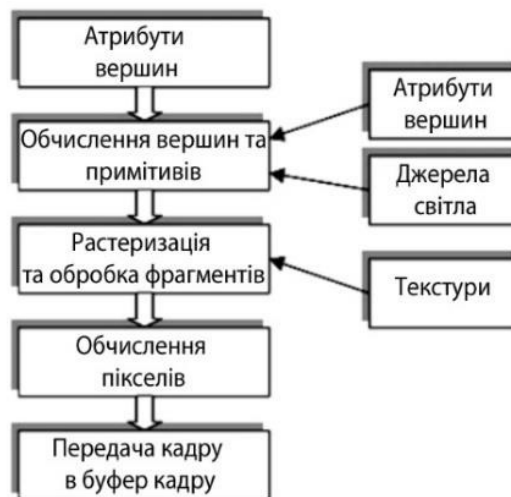 Атрибути
вершин
Обчислення вершин та
примітивів
Растеризація
та обробка фрагментів
Обчислення
пікселів
Передача кадру
в буфер кадру
Атрибути
вершин
Джерела
світла
Текстури